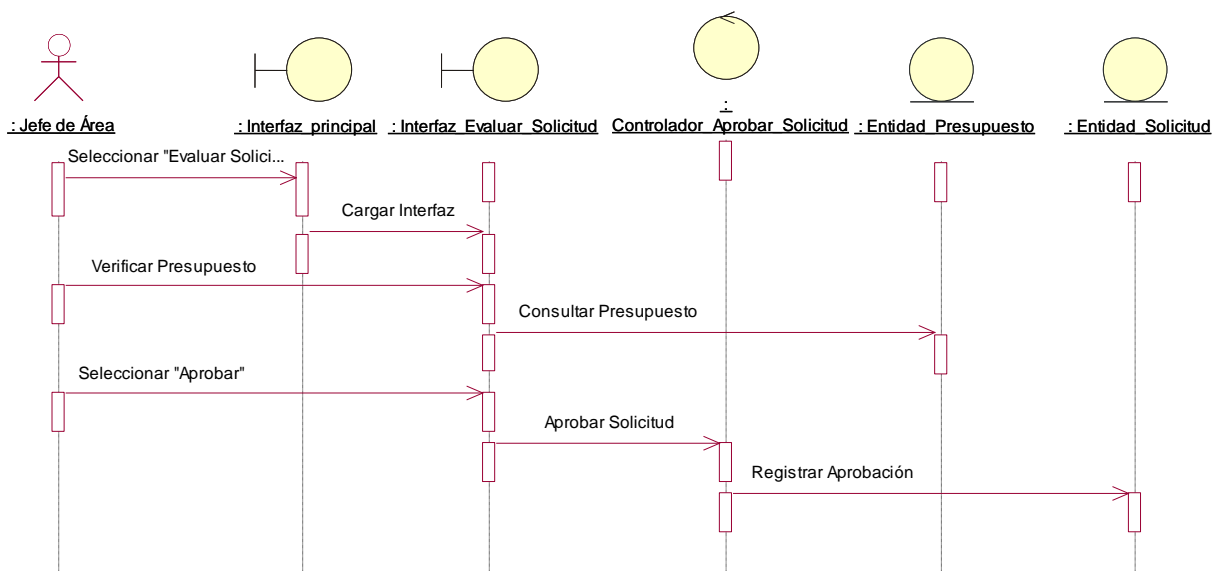 : Jefe de Área
: Interfaz_principal
: Interfaz_Evaluar_Solicitud
:
Controlador_Aprobar_Solicitud
: Entidad_Presupuesto
: Entidad_Solicitud
Seleccionar "Evaluar Solici...
Cargar Interfaz
Verificar Presupuesto
Consultar Presupuesto
Seleccionar "Aprobar"
Aprobar Solicitud
Registrar Aprobación